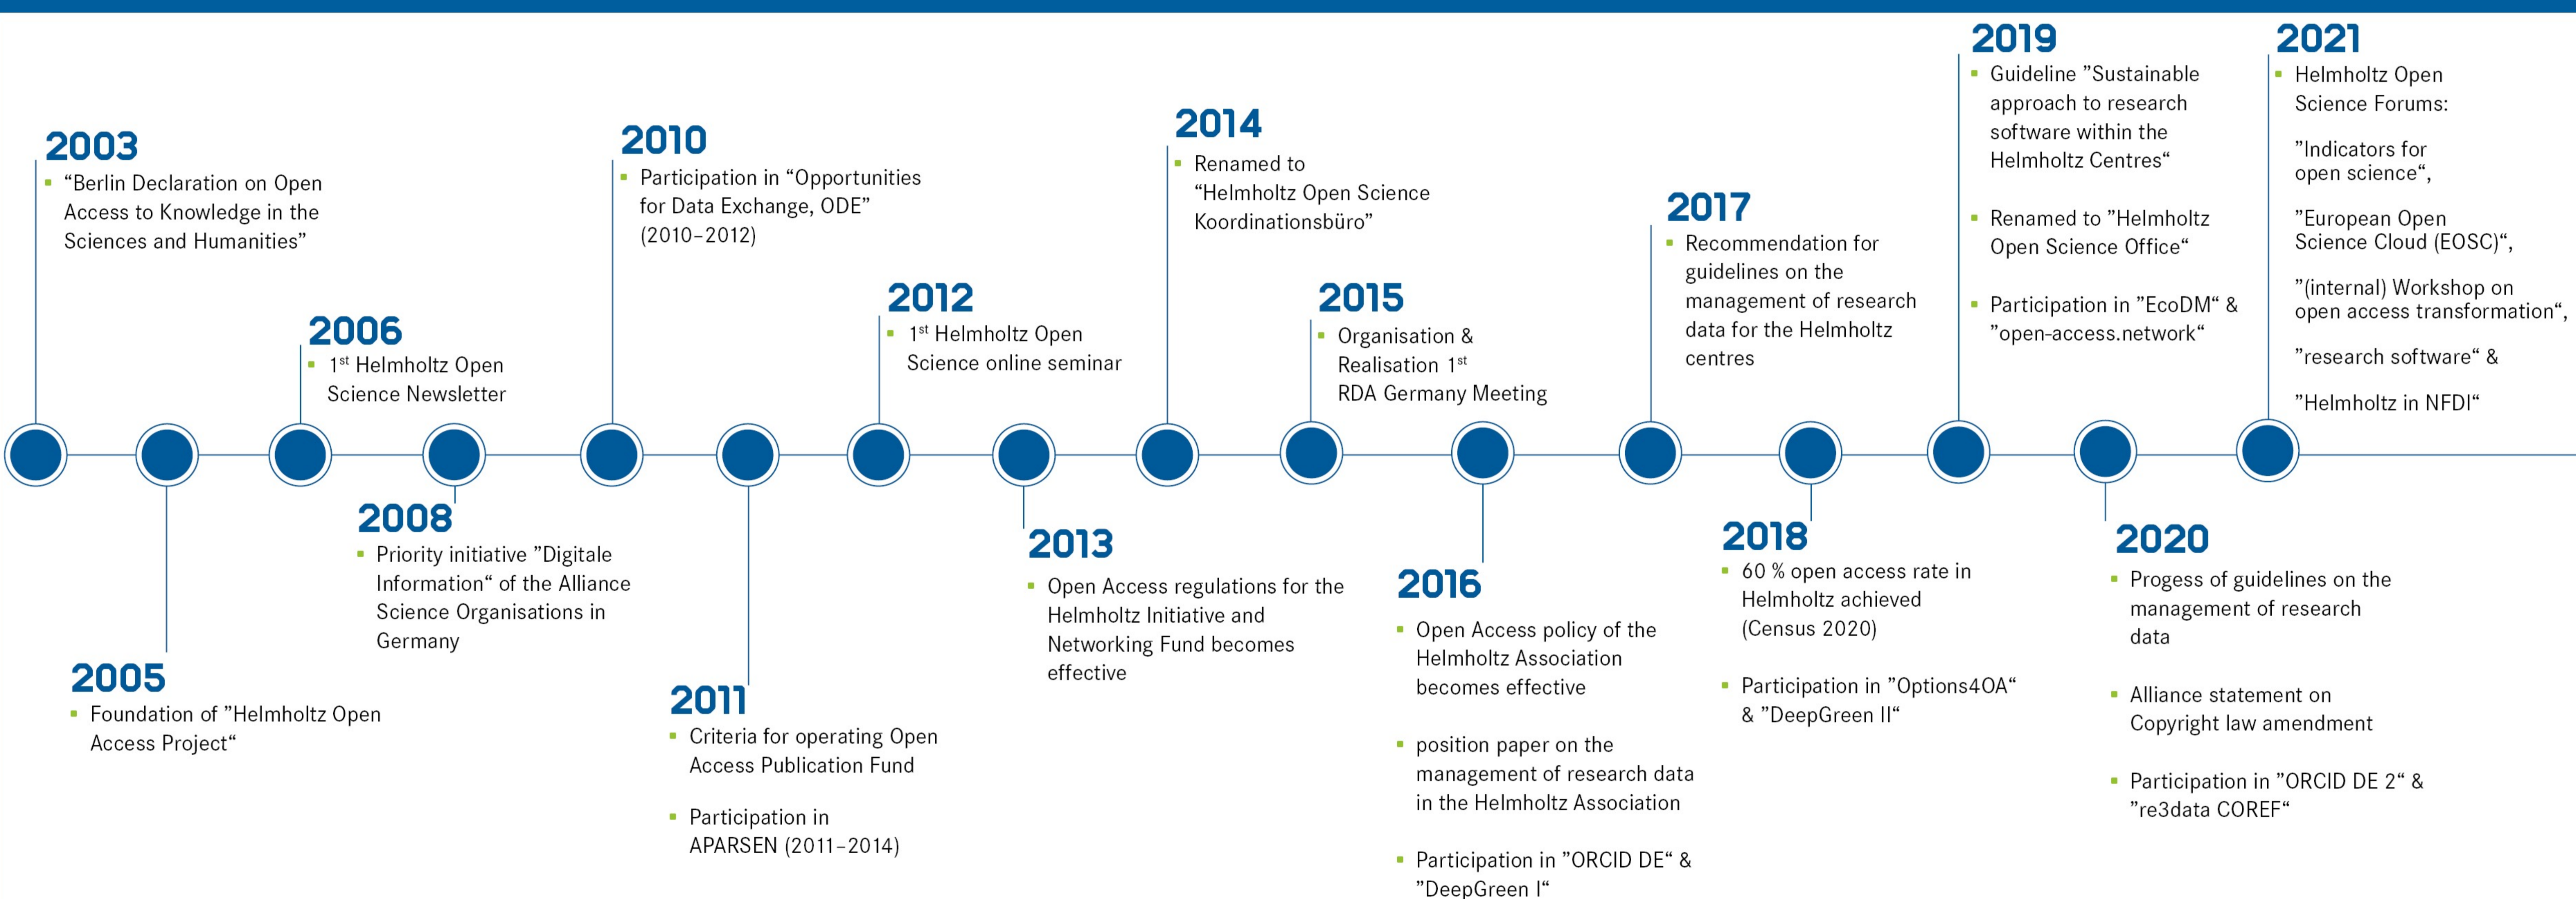 2003
“Berlin Declaration on Open
Access to Knowledge in the
Sciences and Humanities”
2005
Foundation of ”Helmholtz Open
Access Project“
2006
1st Helmholtz Open
Science Newsletter
2008
Priority initiative ”Digitale
Information“ of the Alliance
Science Organisations in
Germany
2010
Participation in “Opportunities
for Data Exchange, ODE”
(2010–2012)
2011
Criteria for operating Open
Access Publication Fund
Participation in
APARSEN (2011–2014)
2012
1st Helmholtz Open
Science online seminar
2013
Open Access regulations for the
Helmholtz Initiative and
Networking Fund becomes
effective
2014
Renamed to
“Helmholtz Open Science
Koordinationsbüro”
2015
Organisation &
Realisation 1st
RDA Germany Meeting
2016
Open Access policy of the
Helmholtz Association
becomes effective
position paper on the
management of research data
in the Helmholtz Association
Participation in ”ORCID DE“ &
”DeepGreen I“
2017
Recommendation for
guidelines on the
management of research
data for the Helmholtz
centres
2018
60 % open access rate in
Helmholtz achieved
(Census 2020)
Participation in ”Options4OA“
& ”DeepGreen II“
2019
Guideline ”Sustainable
approach to research
software within the
Helmholtz Centres“
Renamed to ”Helmholtz
Open Science Office“
Participation in ”EcoDM“ &
”open-access.network“
2020
Progess of guidelines on the
management of research
data
Alliance statement on
Copyright law amendment
Participation in ”ORCID DE 2“ &
”re3data COREF“
2021
Helmholtz Open
Science Forums:
”Indicators for
open science“,
”European Open
Science Cloud (EOSC)“,
”(internal) Workshop on
open access transformation“,
”research software“ &
”Helmholtz in NFDI“